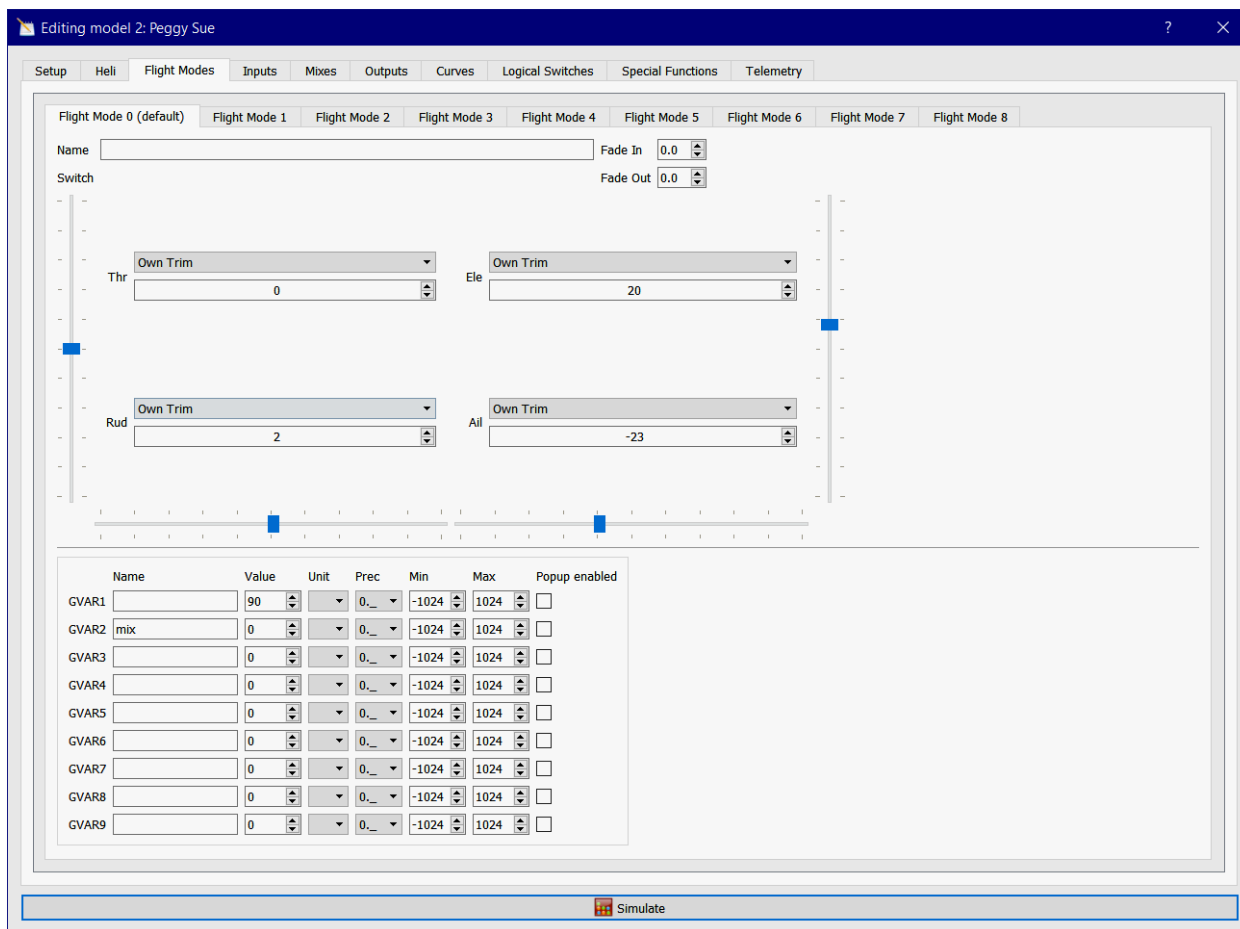 Editing model 2: Peggy Sue ?
Setup Heli Flight Modes Inputs Mixes Outputs Curves Logical Switches Special Functions Telemetry
Flight Mode 0 (default) Flight Mode 1 Flight Mode 2 Flight Mode 3 Flight Mode 4 Flight Mode 5 Flight Mode 6 Flight Mode 7 Flight Mode 8
Name Fade In 0.0
Switch Fade Out 0.0
Own Trim Own Trim
Thr Ele
0 20
Own Trim Own Trim
Rud Ail
2 -23
Name Value Unit Prec Min Max Popup enabled
GVAR1 90 0._ -1024 1024
GVAR2 mix 0 0._ -1024 1024
GVAR3 0 0._ -1024 1024
GVAR4 0 0._ -1024 1024
GVAR5 0 0._ -1024 1024
GVAR6 0 0._ -1024 1024
GVAR7 0 0._ -1024 1024
GVAR8 0 0._ -1024 1024
GVAR9 0 0._ -1024 1024
Simulate